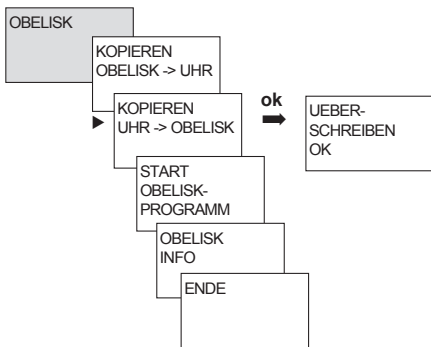 OBELISK
KOPIEREN
OBELISK -> UHR
KOPIEREN
UHR -> OBELISK
ok
UEBER-
SCHREIBEN
OK
START
OBELISK-
PROGRAMM
OBELISK
INFO
ENDE